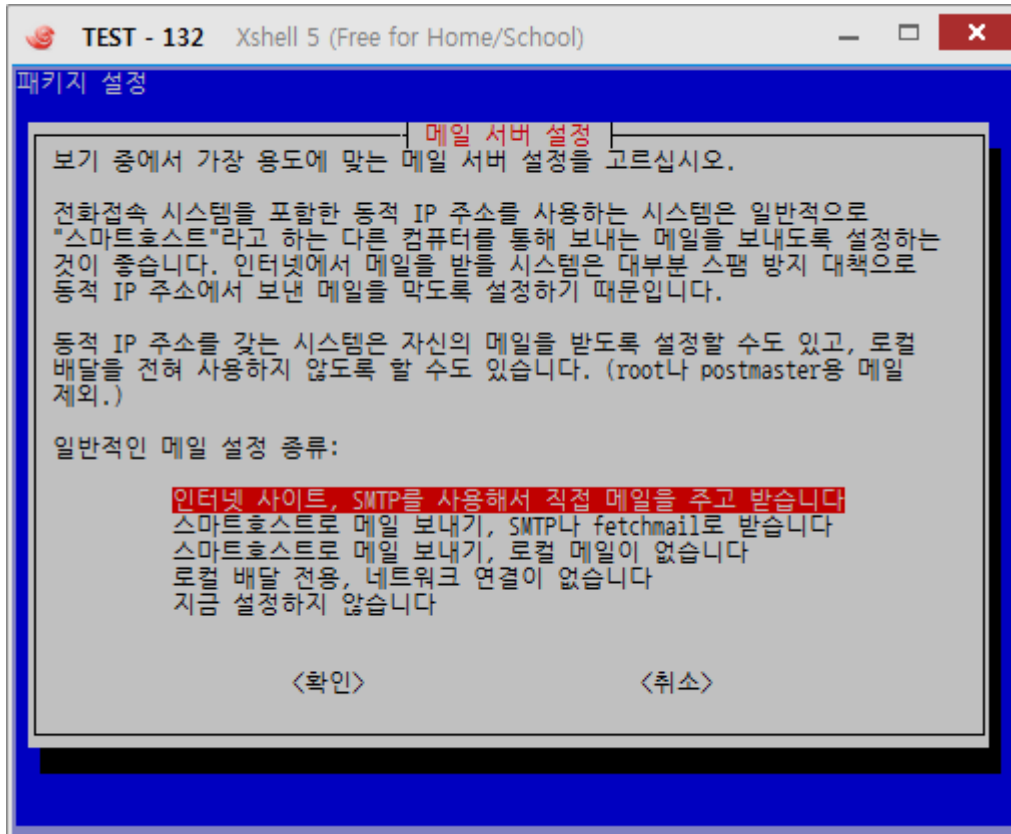 TEST - 132 Xshell 5 (Free for Home/School)
패키지 설정
메일 서버 설정
보기 중에서 가장 용도에 맞는 메일 서버 설정을 고르십시오.
전화접속 시스템을 포함한 동적 IP 주소를 사용하는 시스템은 일반적으로
"스마트호스트"라고 하는 다른 컴퓨터를 통해 보내는 메일을 보내도록 설정하는
것이 좋습니다. 인터넷에서 메일을 받을 시스템은 대부분 스팸 방지 대책으로
동적 IP 주소에서 보낸 메일을 막도록 설정하기 때문입니다.
동적 IP 주소를 갖는 시스템은 자신의 메일을 받도록 설정할 수도 있고, 로컬
배달을 전혀 사용하지 않도록 할 수도 있습니다. (root나 postmaster용 메일
제외.)
일반적인 메일 설정 종류:
인터넷 사이트, SMTP를 사용해서 직접 메일을 주고 받습니다
스마트호스트로 메일 보내기, SMTP나 fetchmail로 받습니다
스마트호스트로 메일 보내기, 로컬 메일이 없습니다
로컬 배달 전용, 네트워크 연결이 없습니다
지금 설정하지 않습니다
<확인> <취소>